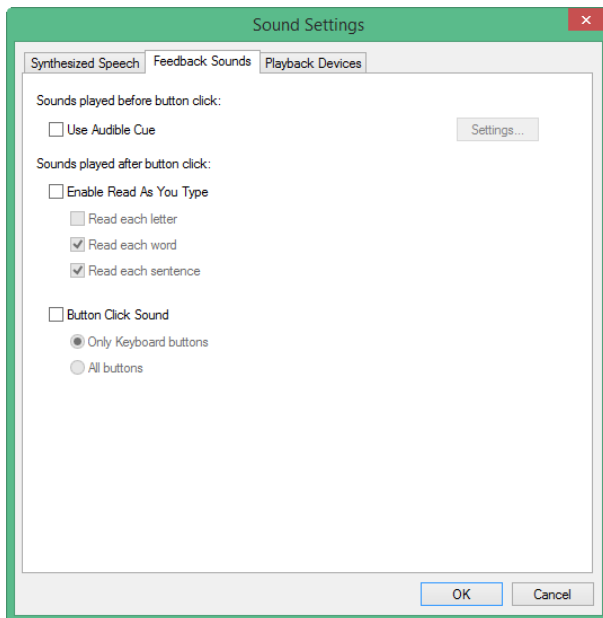 Sound Settings
Synthesized Speech Feedback Sounds Playback Devices
Sounds played before button click:
Use Audible Cue Settings...
Sounds played after button click:
Enable Read As You Type
Read each letter
Read each word
Read each sentence
Button Click Sound
Only Keyboard buttons
All buttons
OK Cancel